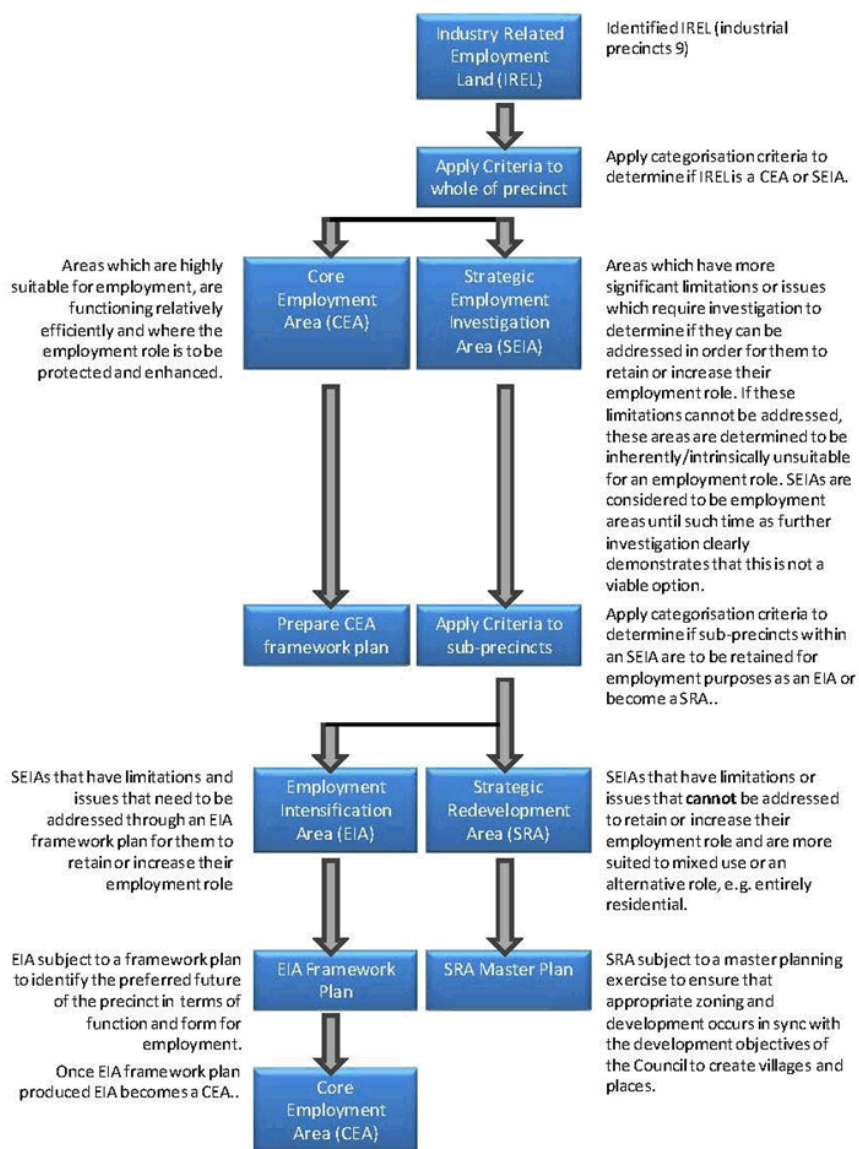 Industry Related
Employment
Land (IREL)
Identified IREL (industrial
precincts 9)
Apply Criteria to
whole of precinct
Apply categorisation criteria to
determine if IREL is a CEA or SEIA.
Areas which are highly
suitable for employment, are
functioning relatively
efficiently and where the
employment role is to be
protected and enhanced.
Core
Employment
Area (CEA)
Strategic
Employment
Investigation
Area (SEIA)
Areas which have more
significant limitations or issues
which require investigation to
determine if they can be
addressed in order for them to
retain or increase their
employment role. If these
limitations cannot be addressed,
these areas are determined to be
inherently/intrinsically unsuitable
for an employment role. SEIAs are
considered to be employment
areas until such time as further
investigation clearly
demonstrates that this is not a
viable option.
Prepare CEA
framework plan
Apply Criteria to
sub-precincts
Apply categorisation criteria to
determine if sub-precincts within
an SEIA are to be retained for
employment purposes as an EIA or
become a SRA..
SEIAs that have limitations and
issues that need to be
addressed through an EIA
framework plan for them to
retain or increase their
employment role
Employment
Intensification
Area (EIA)
Strategic
Redevelopment
Area (SRA)
SEIAs that have limitations or
issues that cannot be addressed
to retain or increase their
employment role and are more
suited to mixed use or an
alternative role, e.g. entirely
residential.
EIA subject to a framework plan
to identify the preferred future
of the precinct in terms of
function and form for
employment.
EIA Framework
Plan
SRA Master Plan
SRA subject to a master planning
exercise to ensure that
appropriate zoning and
development occurs in sync with
the development objectives of
the Council to create villages and
places.
Once EIA framework plan
produced EIA becomes a CEA..
Core
Employment
Area (CEA)